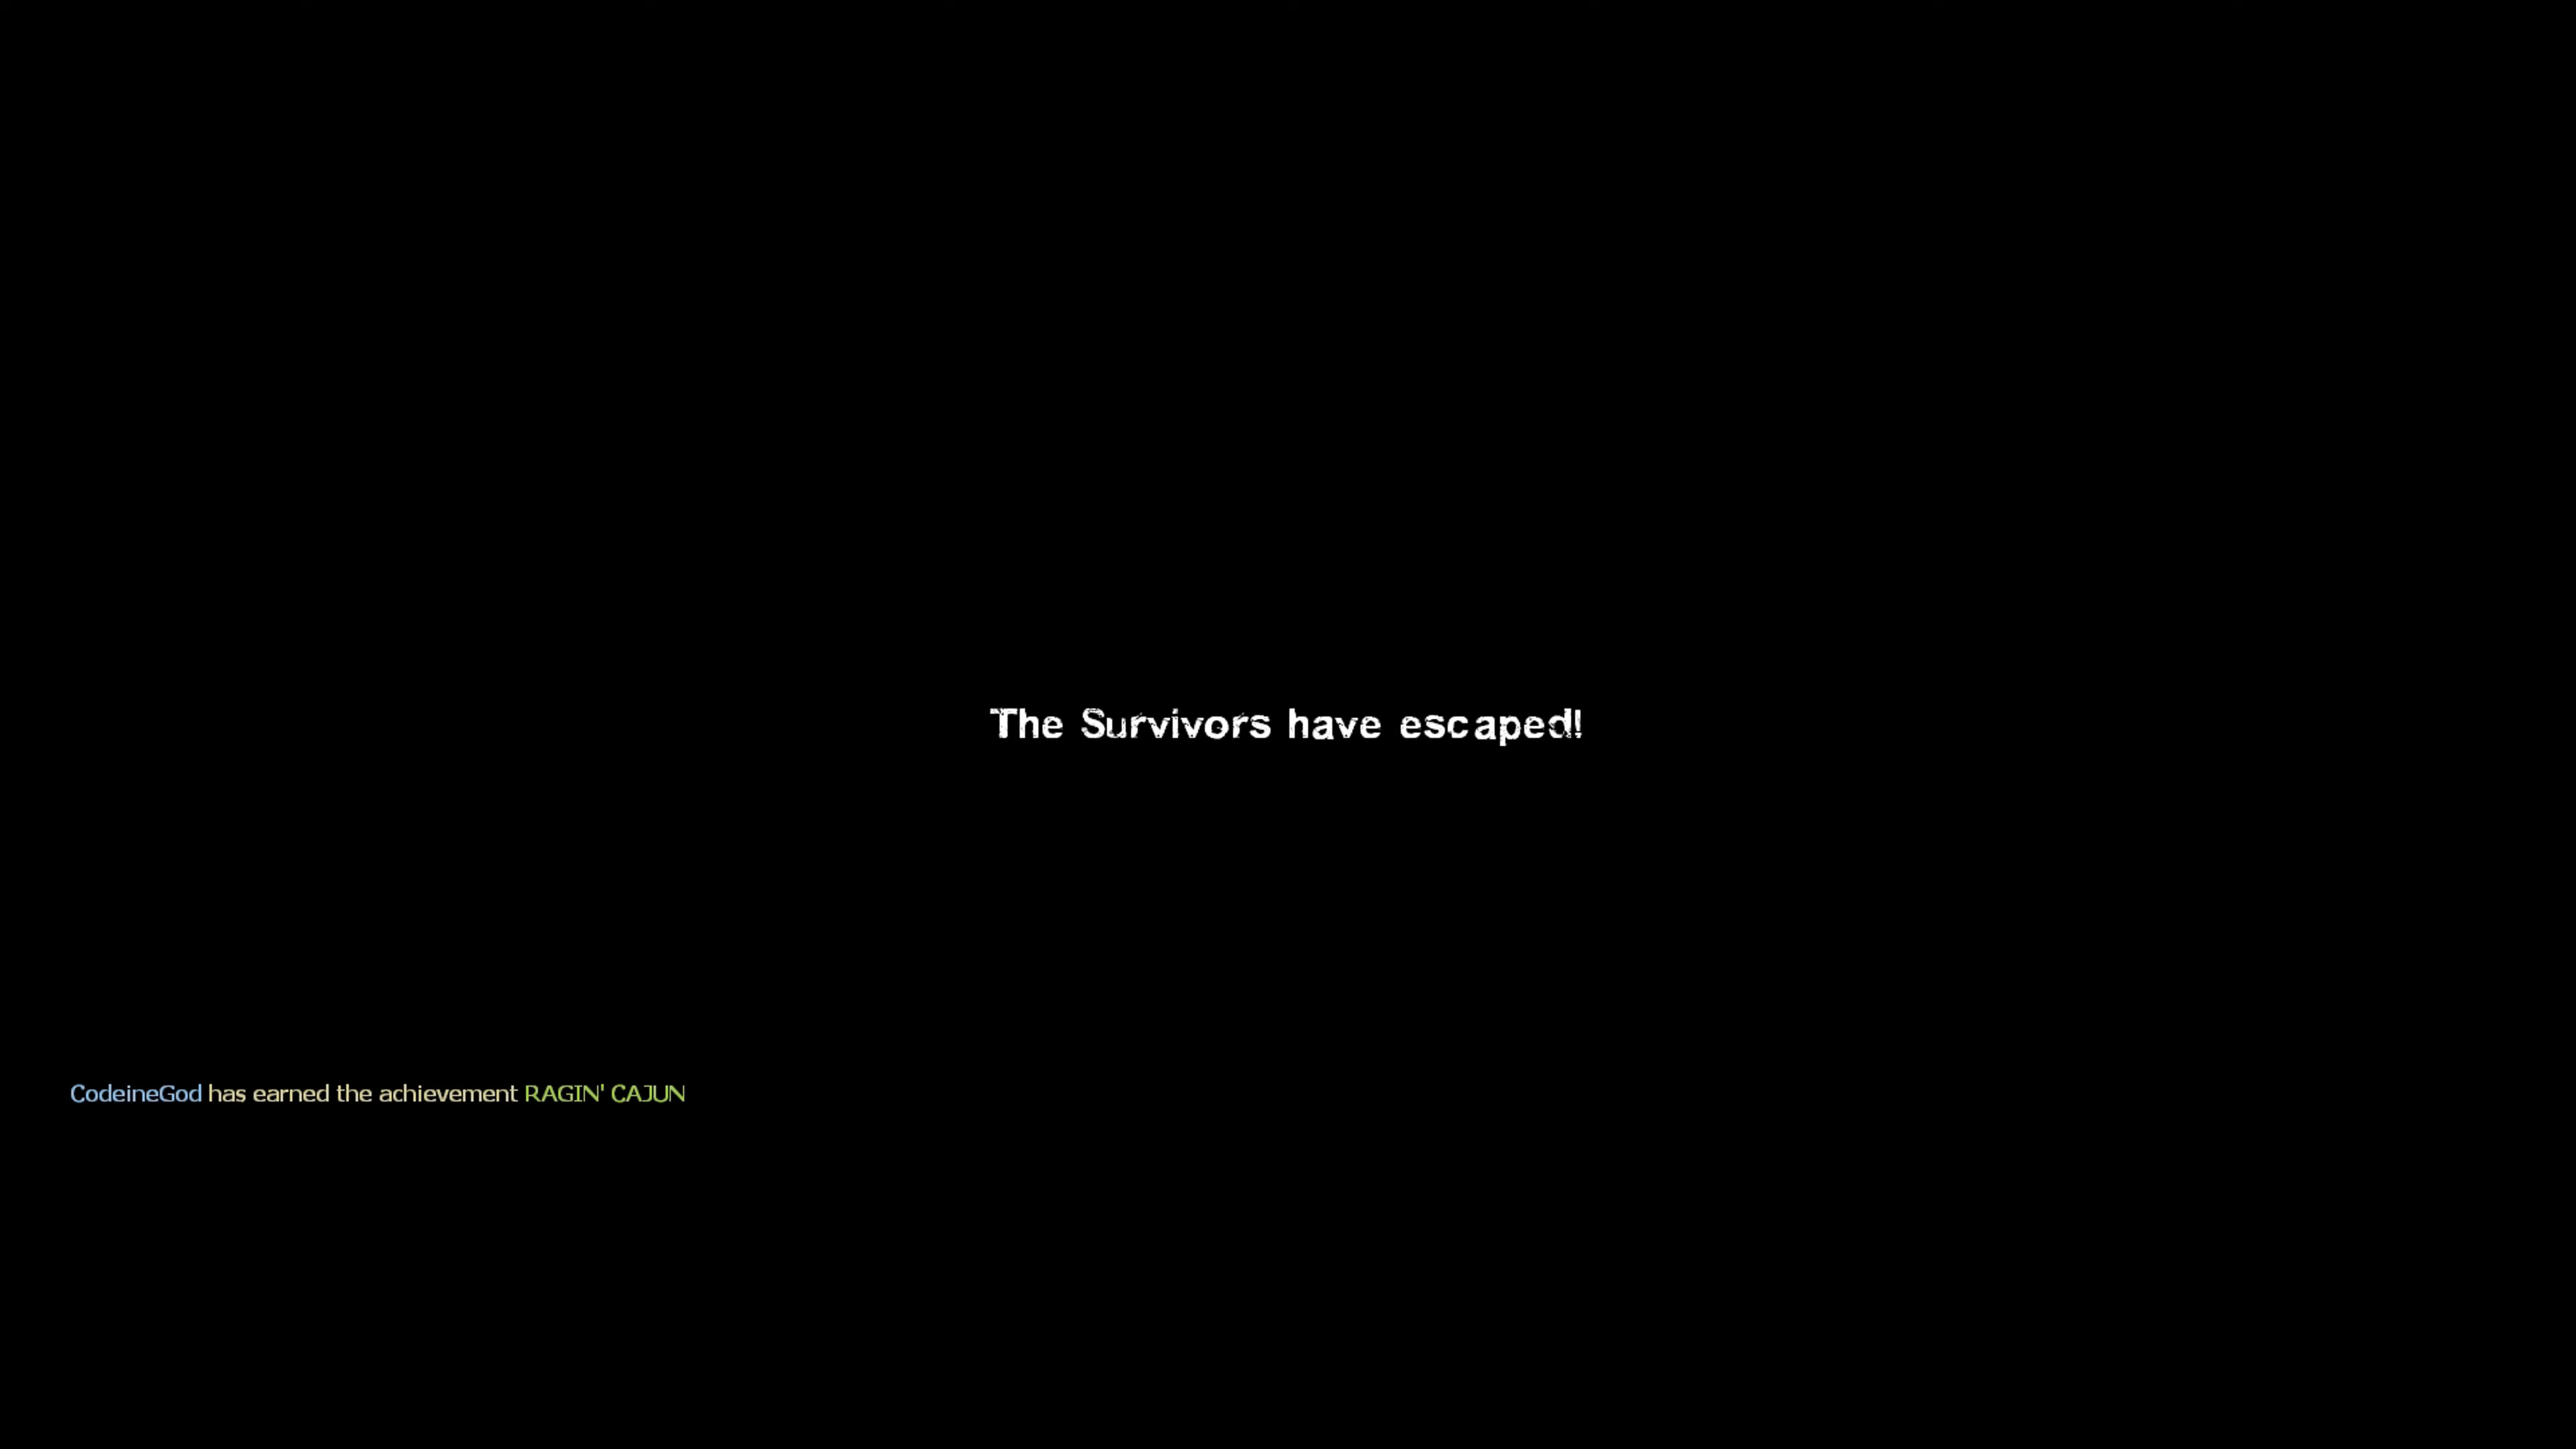 The Survivors have escaped!
CodeineGod has earned the achievement RAGIN' CAJUN